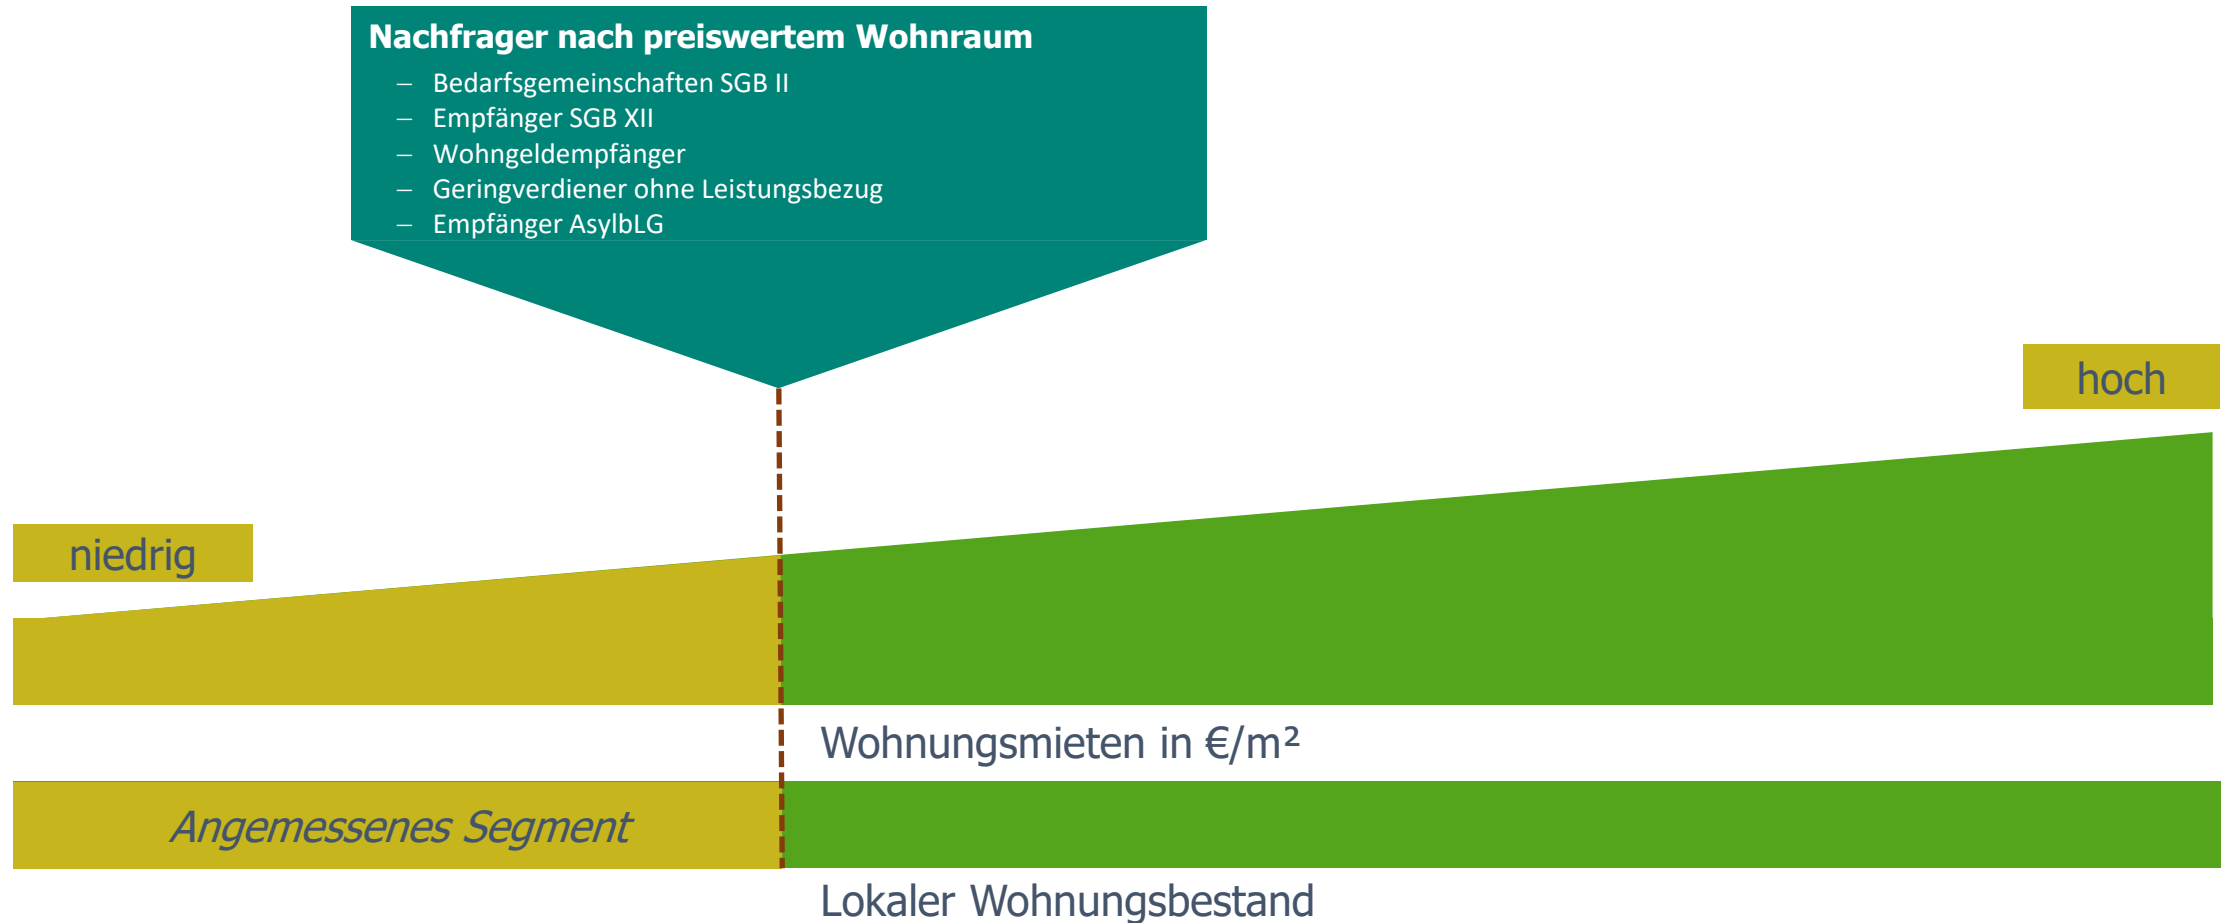 Nachfrager nach preiswertem Wohnraum
– Bedarfsgemeinschaften SGB II
– Empfänger SGB XII
– Wohngeldempfänger
– Geringverdiener ohne Leistungsbezug
– Empfänger AsylbLG
hoch
niedrig
Wohnungsmieten in €/m²
Angemessenes Segment
Lokaler Wohnungsbestand